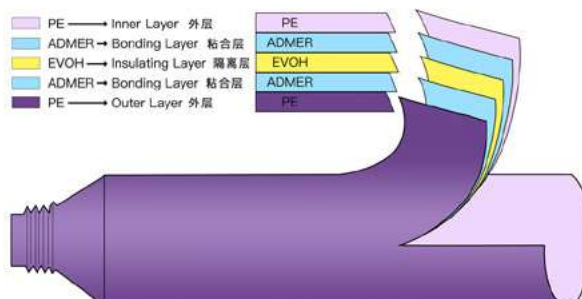 PE → Inner Layer 外层
ADMER → Bonding Layer 粘合层
EVOH → Insulating Layer 隔离层
ADMER → Bonding Layer 粘合层
PE → Outer Layer 外层
PE
ADMER
EVOH
ADMER
PE